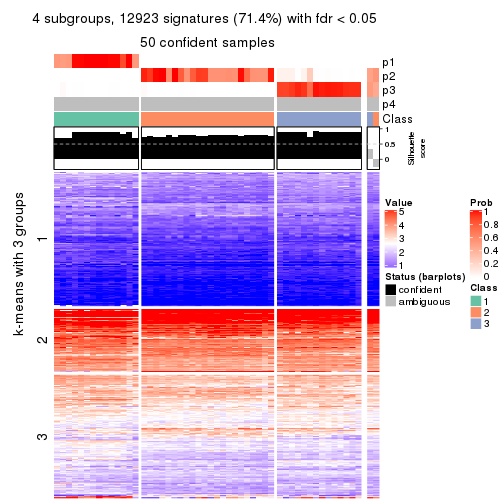 4 subgroups, 12923 signatures (71.4%) with fdr < 0.05
50 confident samples
p1
p2
p3
p4
Class
1
0.5
0
Silhouette
score
k-means with 3 groups
1
2
3
Value
5
4
3
2
1
Status (barplots)
confident
ambiguous
Prob
1
0.8
0.6
0.4
0.2
0
Class
1
2
3